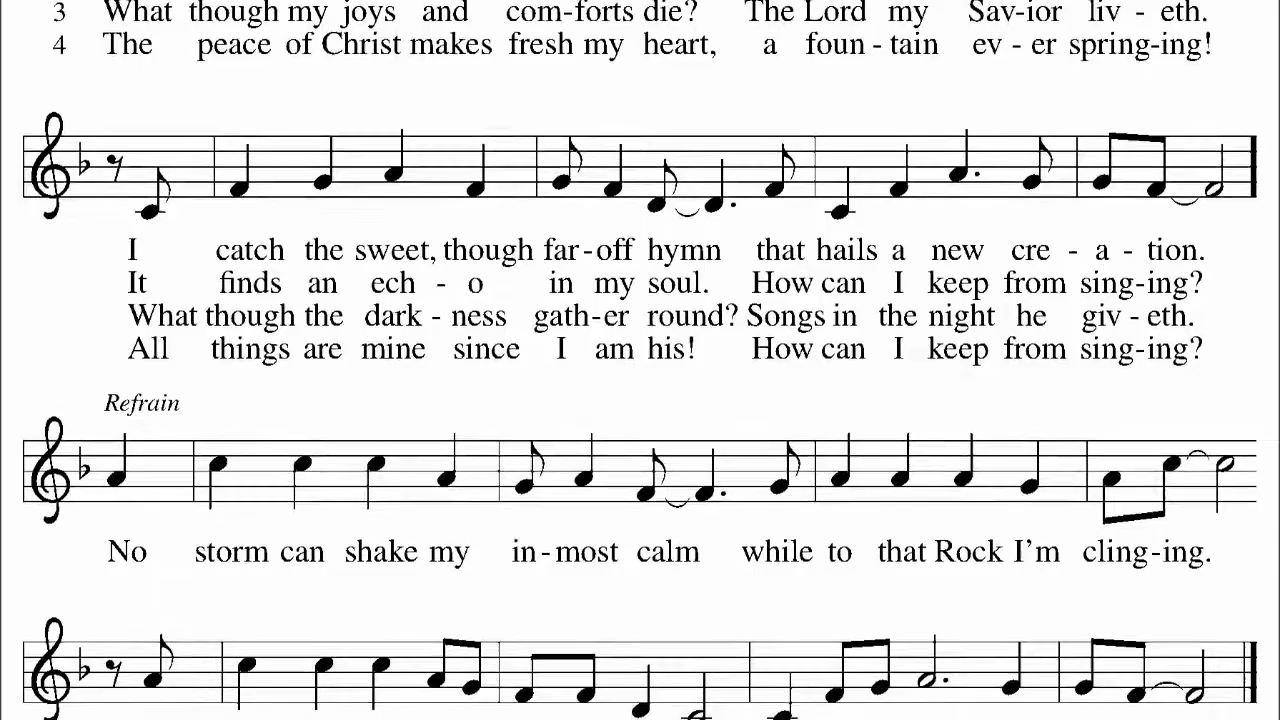 3 What though my joys and com-forts die? The Lord my Sav-ior liv - eth.
4 The peace of Christ makes fresh my heart, a foun - tain ev - er spring-ing!
I catch the sweet, though far-off hymn that hails a new cre - a - tion.
It finds an ech - o in my soul. How can I keep from sing-ing?
What though the dark - ness gath-er round? Songs in the night he giv - eth.
All things are mine since I am his! How can I keep from sing-ing?
Refrain
No storm can shake my in-most calm while to that Rock I'm cling-ing.